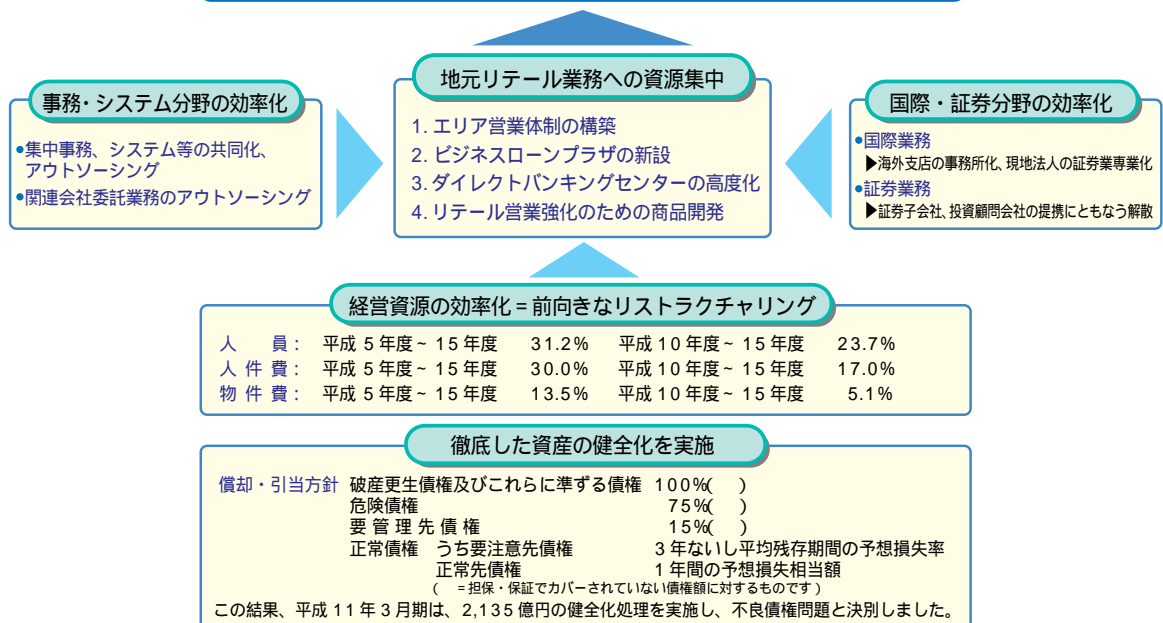 地元リテール業務への資源集中
1. エリア営業体制の構築
2. ビジネスローンプラザの新設
3. ダイレクトバンキングセンターの高度化
4. リテール営業強化のための商品開発
事務・システム分野の効率化
●集中事務、システム等の共同化、
アウトソーシング
●関連会社委託業務のアウトソーシング
国際・証券分野の効率化
●国際業務
▶海外支店の事務所化、現地法人の証券業専業化
●証券業務
▶証券子会社、投資顧問会社の提携にともなう解散
経営資源の効率化=前向きなリストラクチャリング
人 員: 平成 5年度~15年度 31.2% 平成10年度~15年度 23.7%
人件費: 平成 5年度~15年度 30.0% 平成10年度~15年度 17.0%
物件費: 平成 5年度~15年度 13.5% 平成10年度~15年度 5.1%
徹底した資産の健全化を実施
償却・引当方針 破産更生債権及びこれらに準ずる債権 100%( )
危険債権 75%( )
要管理先債権 15%( )
正常債権 うち要注意先債権 3年ないし平均残存期間の予想損失率
正常先債権 1年間の予想損失相当額
( =担保・保証でカバーされていない債権額に対するものです)
この結果、平成11年3月期は、2,135億円の健全化処理を実施し、不良債権問題と決別しました。